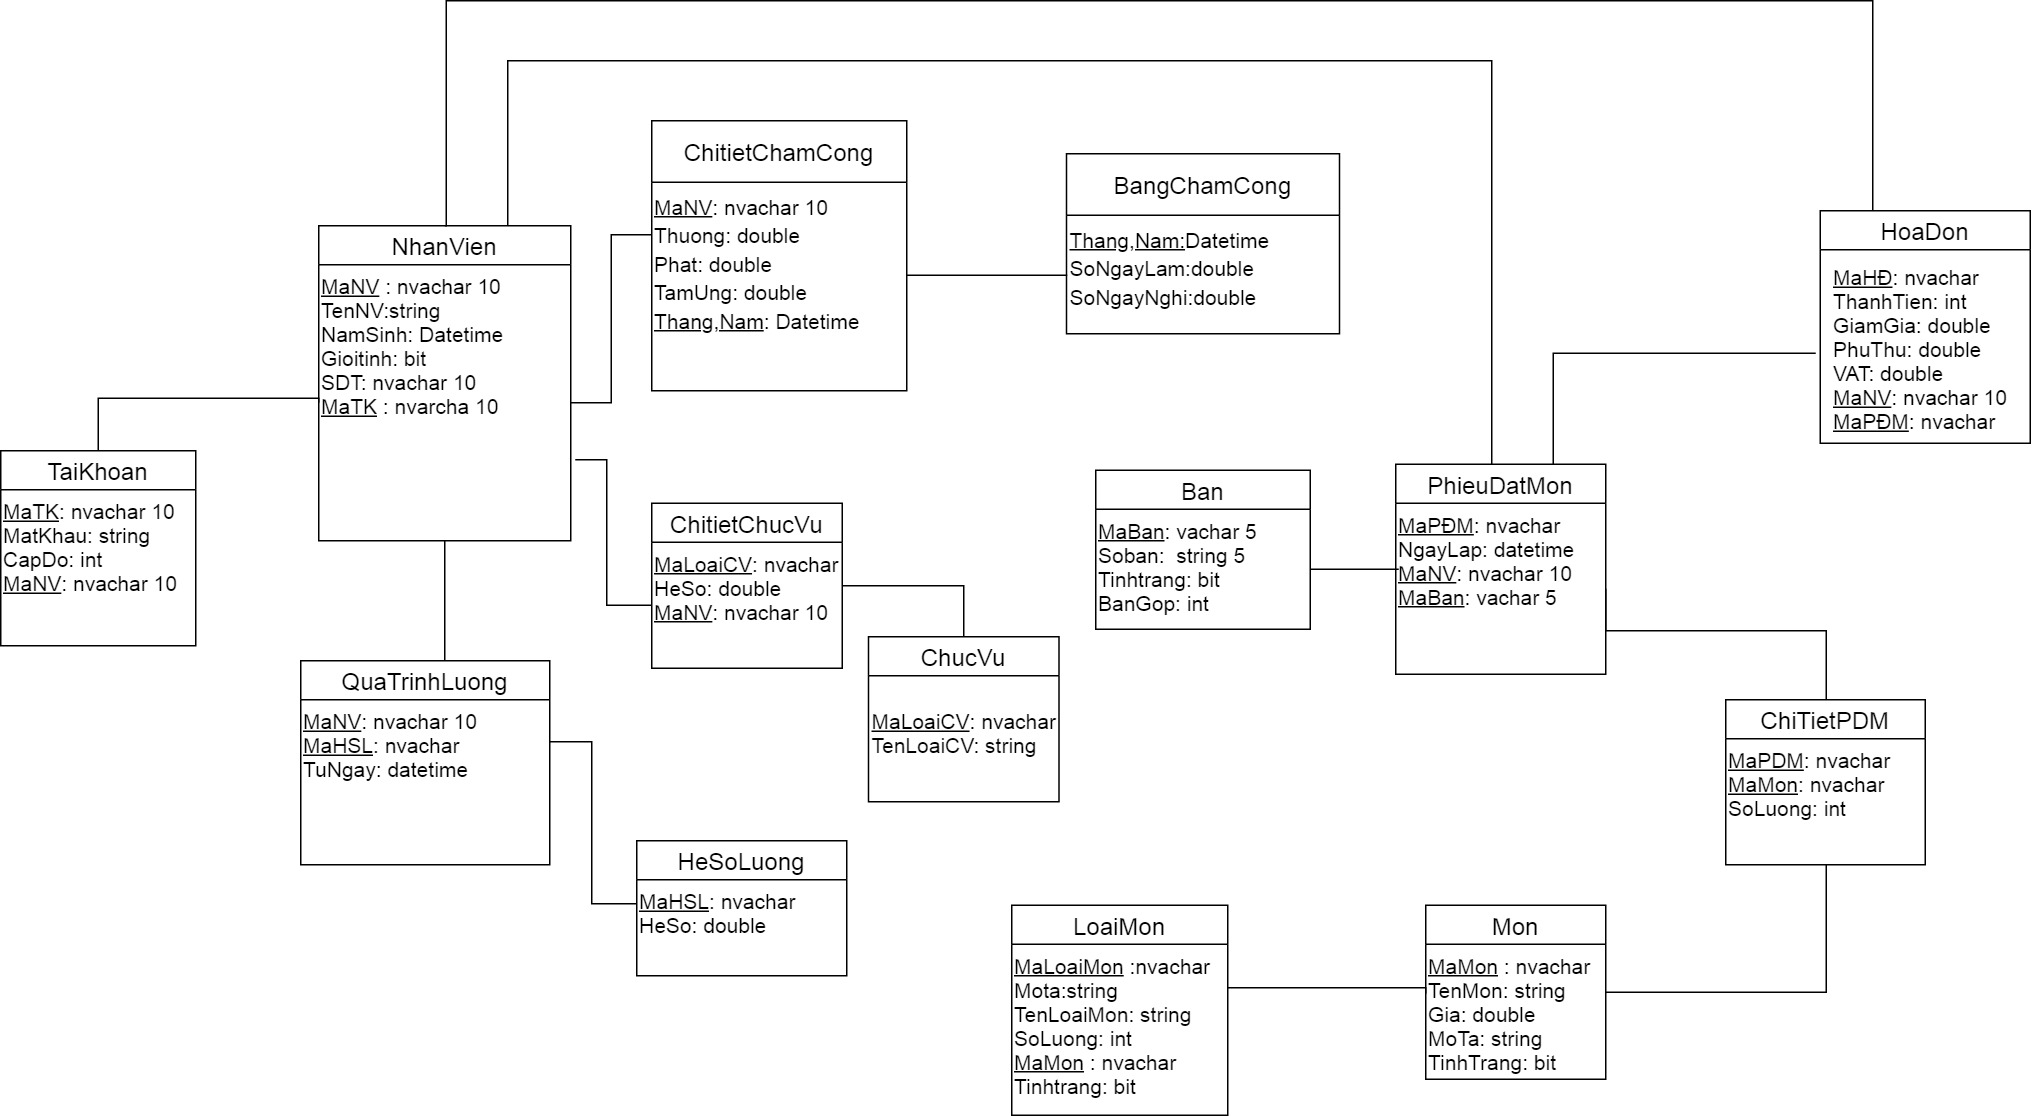 ChitietChamCong
MaNV: nvachar 10
Thuong: double
Phat: double
TamUng: double
Thang,Nam: Datetime
BangChamCong
Thang,Nam:Datetime
SoNgayLam:double
SoNgayNghi:double
HoaDon
MaHĐ: nvachar
ThanhTien: int
GiamGia: double
PhuThu: double
VAT: double
MaNV: nvachar 10
MaPĐM: nvachar
NhanVien
MaNV : nvachar 10
TenNV:string
NamSinh: Datetime
Gioitinh: bit
SDT: nvachar 10
MaTK : nvarcha 10
TaiKhoan
MaTK: nvachar 10
MatKhau: string
CapDo: int
MaNV: nvachar 10
ChitietChucVu
MaLoaiCV: nvachar
HeSo: double
MaNV: nvachar 10
Ban
MaBan: vachar 5
Soban:  string 5
Tinhtrang: bit
BanGop: int
PhieuDatMon
MaPĐM: nvachar
NgayLap: datetime
MaNV: nvachar 10
MaBan: vachar 5
QuaTrinhLuong
MaNV: nvachar 10
MaHSL: nvachar
TuNgay: datetime
ChucVu
MaLoaiCV: nvachar
TenLoaiCV: string
ChiTietPDM
MaPDM: nvachar
MaMon: nvachar
SoLuong: int
HeSoLuong
MaHSL: nvachar
HeSo: double
LoaiMon
MaLoaiMon :nvachar
Mota:string
TenLoaiMon: string
SoLuong: int
MaMon : nvachar
Tinhtrang: bit
Mon
MaMon : nvachar
TenMon: string
Gia: double
MoTa: string
TinhTrang: bit